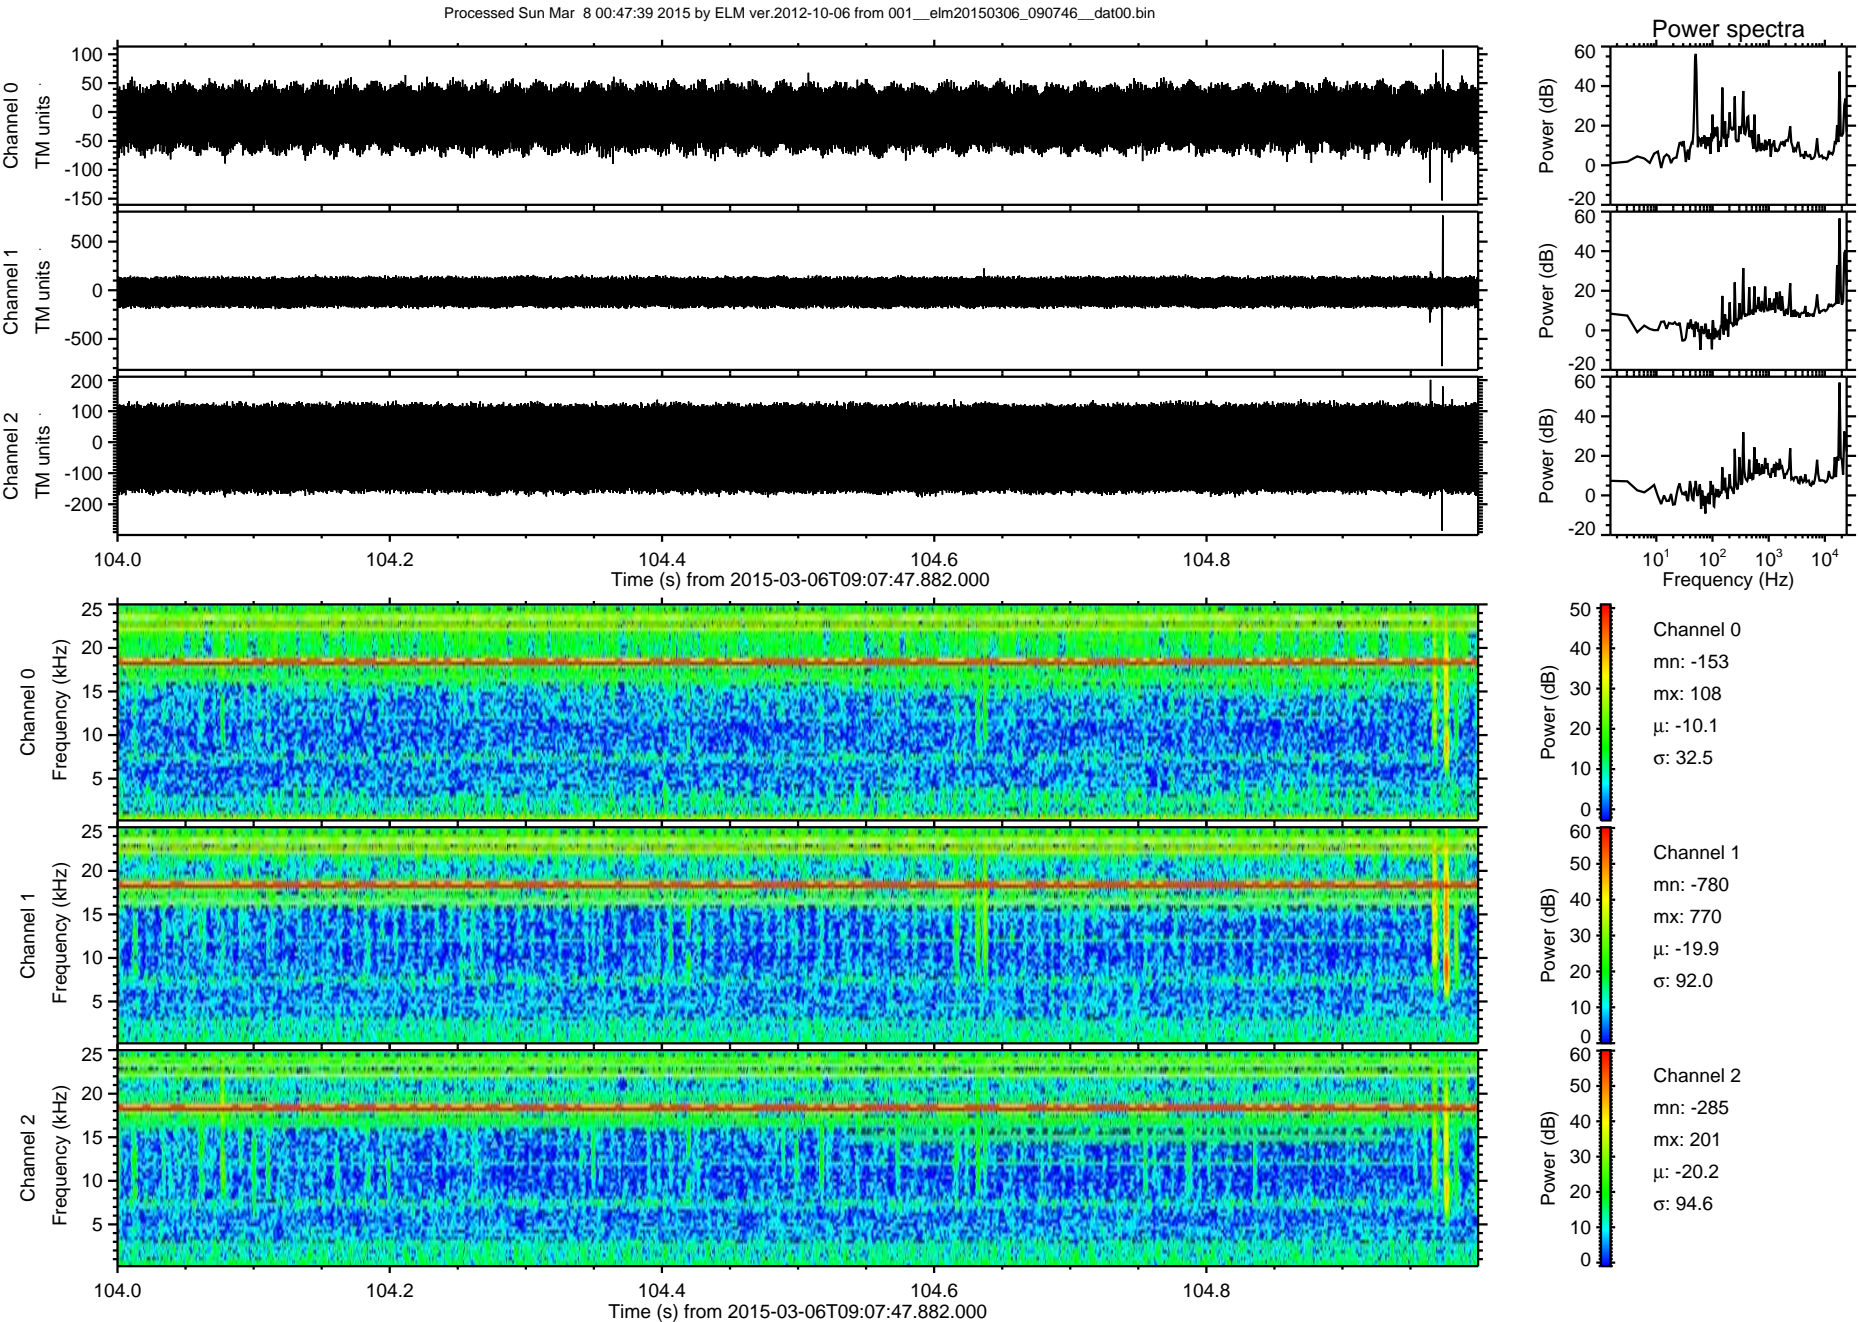 Processed Sun Mar 8 00:47:39 2015 by ELM ver.2012-10-06 from 001__elm20150306_090746__dat00.bin
Power spectra
Channel 0
TM units
100
50
0
-50
-100
-150
Power (dB)
60
40
20
0
-20
Channel 1
TM units
500
0
-500
Power (dB)
60
40
20
0
-20
Channel 2
TM units
200
100
0
-100
-200
Power (dB)
60
40
20
0
-20
104.0 104.2 104.4 104.6 104.8
Time (s) from 2015-03-06T09:07:47.882.000
10^1 10^2 10^3 10^4
Frequency (Hz)
Channel 0
Frequency (kHz)
25
20
15
10
5
Power (dB)
50
40
30
20
10
0
Channel 0
mn: -153
mx: 108
μ: -10.1
σ: 32.5
Channel 1
Frequency (kHz)
25
20
15
10
5
Power (dB)
60
50
40
30
20
10
0
Channel 1
mn: -780
mx: 770
μ: -19.9
σ: 92.0
Channel 2
Frequency (kHz)
25
20
15
10
5
Power (dB)
60
50
40
30
20
10
0
Channel 2
mn: -285
mx: 201
μ: -20.2
σ: 94.6
104.0 104.2 104.4 104.6 104.8
Time (s) from 2015-03-06T09:07:47.882.000